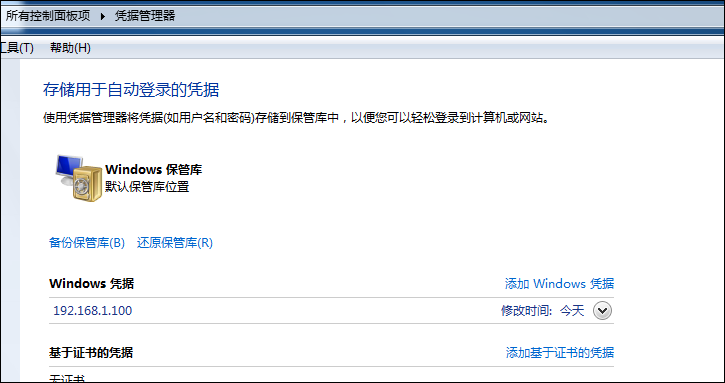 所有控制面板项 ▸ 凭据管理器
工具(T) 帮助(H)
存储用于自动登录的凭据
使用凭据管理器将凭据(如用户名和密码)存储到保管库中，以便您可以轻松登录到计算机或网站。
Windows 保管库
默认保管库位置
备份保管库(B) 还原保管库(R)
Windows 凭据 添加 Windows 凭据
192.168.1.100 修改时间: 今天
基于证书的凭据 添加基于证书的凭据
无证书